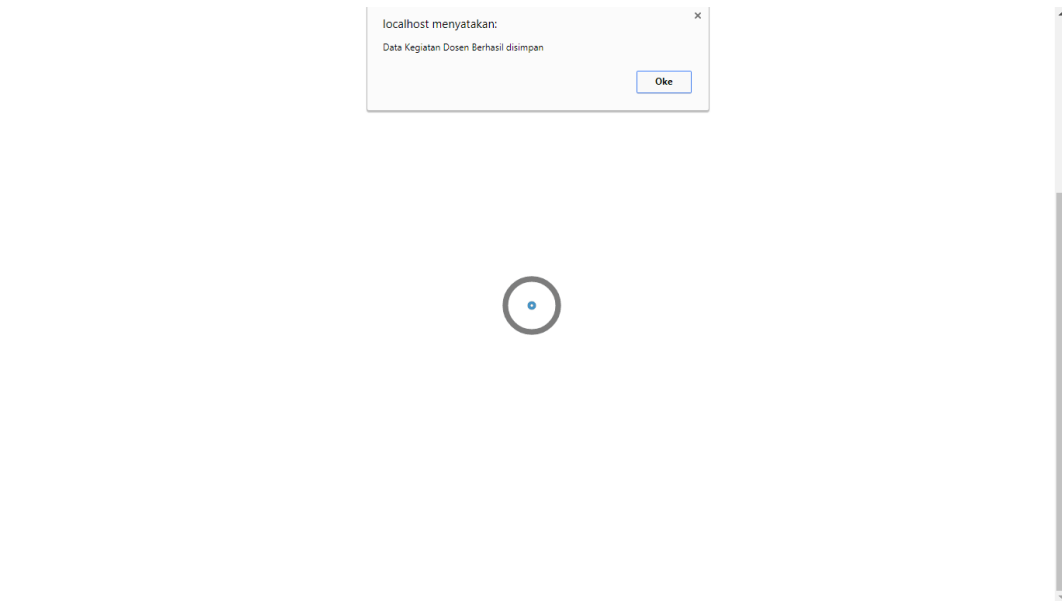 localhost menyatakan:
Data Kegiatan Dosen Berhasil disimpan
Oke